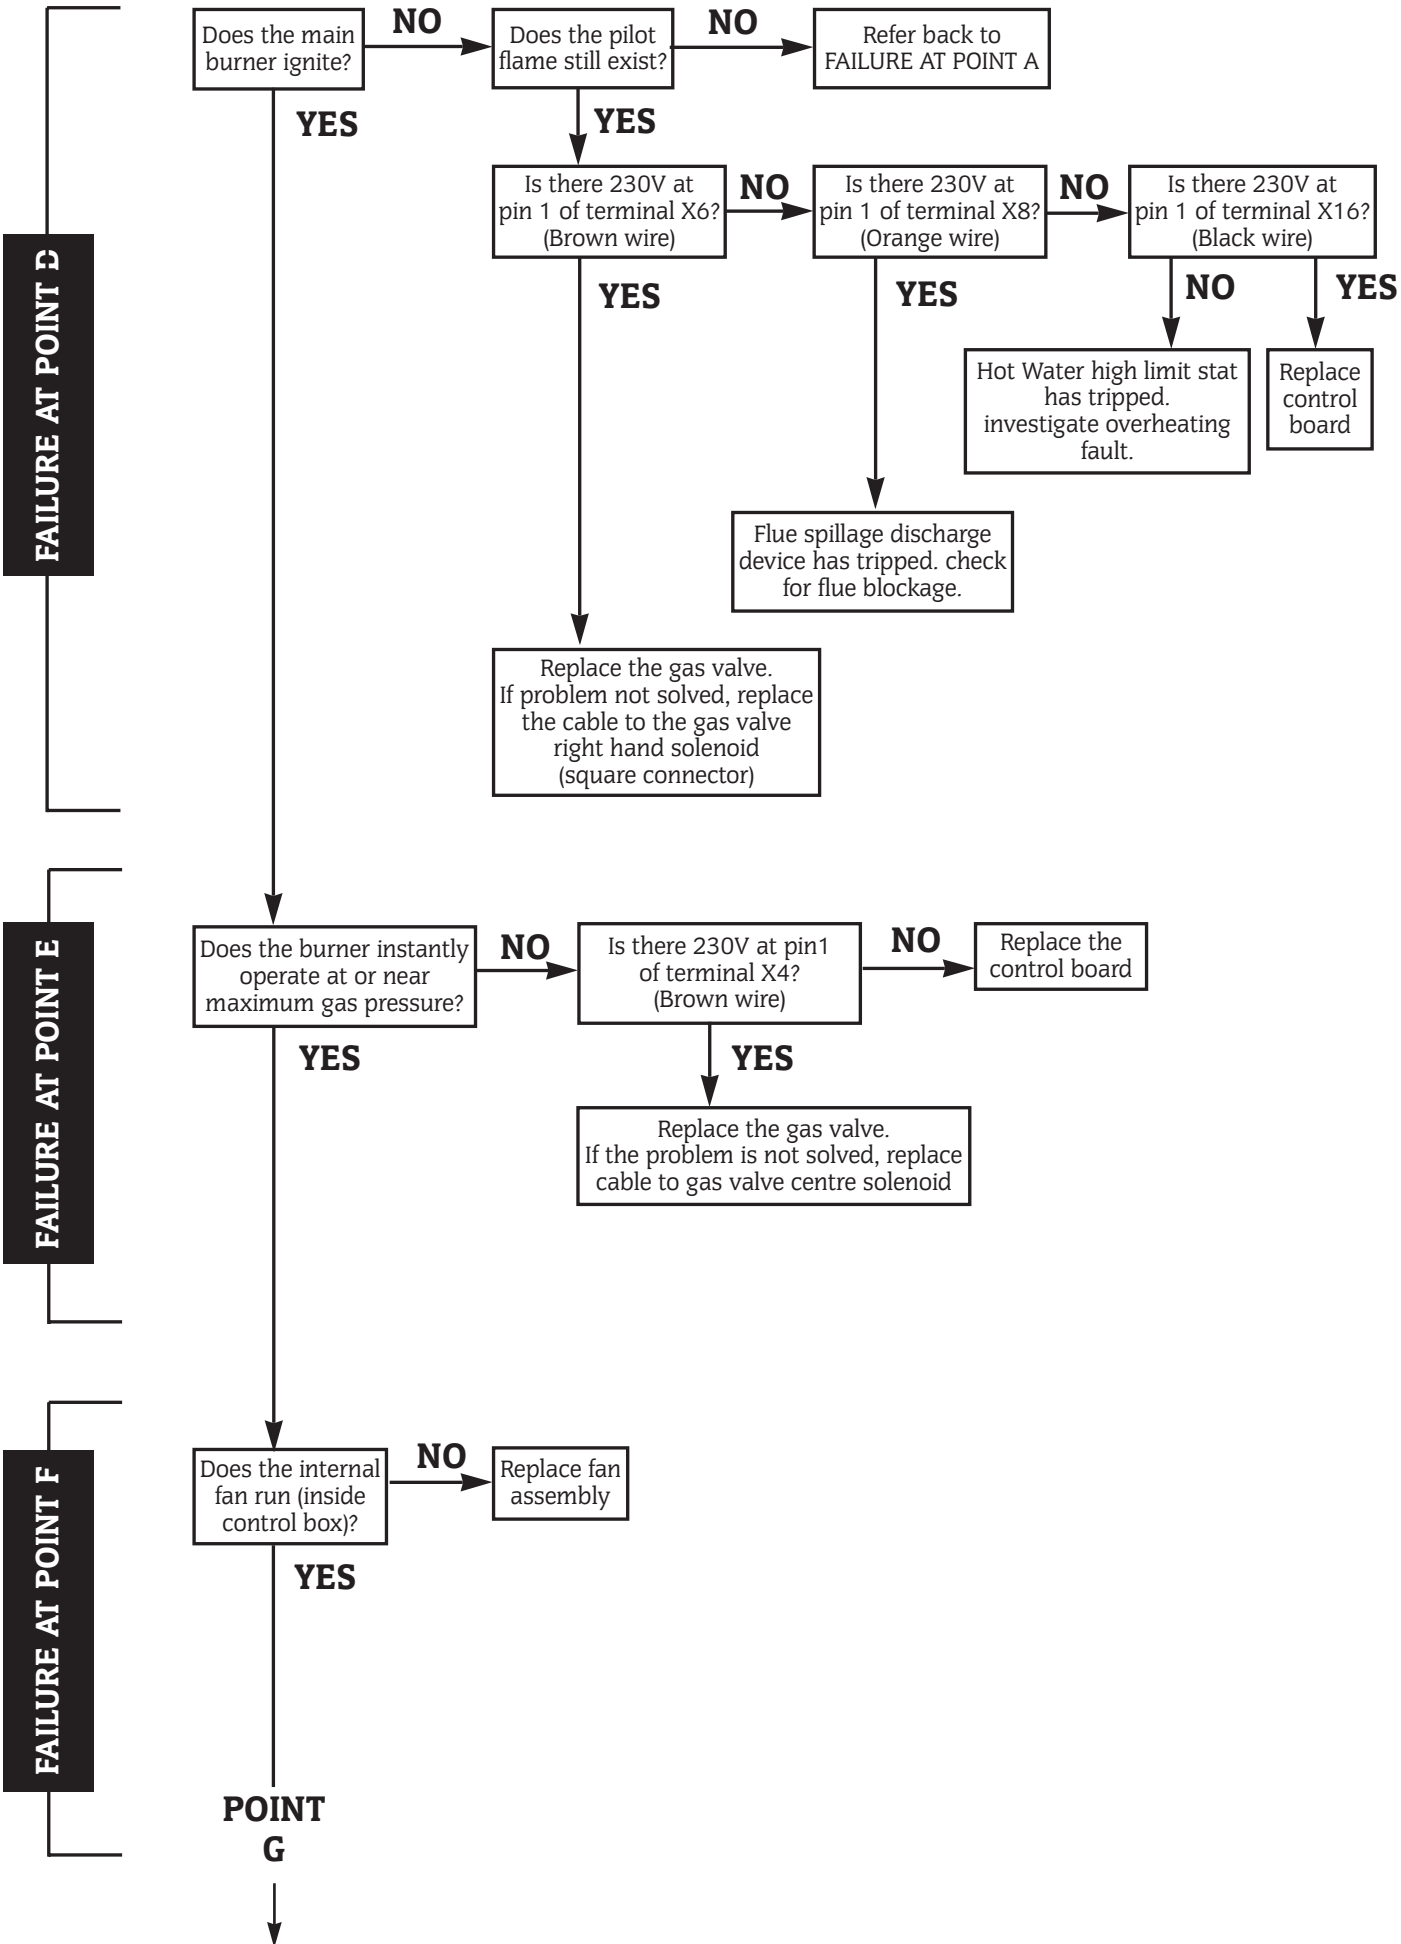 FAILURE AT POINT D
Does the main
burner ignite?
NO
Does the pilot
flame still exist?
NO
Refer back to
FAILURE AT POINT A
YES
YES
Is there 230V at
pin 1 of terminal X6?
(Brown wire)
NO
Is there 230V at
pin 1 of terminal X8?
(Orange wire)
NO
Is there 230V at
pin 1 of terminal X16?
(Black wire)
YES
YES
NO
YES
Hot Water high limit stat
has tripped.
investigate overheating
fault.
Replace
control
board
Flue spillage discharge
device has tripped. check
for flue blockage.
Replace the gas valve.
If problem not solved, replace
the cable to the gas valve
right hand solenoid
(square connector)
FAILURE AT POINT E
Does the burner instantly
operate at or near
maximum gas pressure?
NO
Is there 230V at pin1
of terminal X4?
(Brown wire)
NO
Replace the
control board
YES
YES
Replace the gas valve.
If the problem is not solved, replace
cable to gas valve centre solenoid
FAILURE AT POINT F
Does the internal
fan run (inside
control box)?
NO
Replace fan
assembly
YES
POINT
G